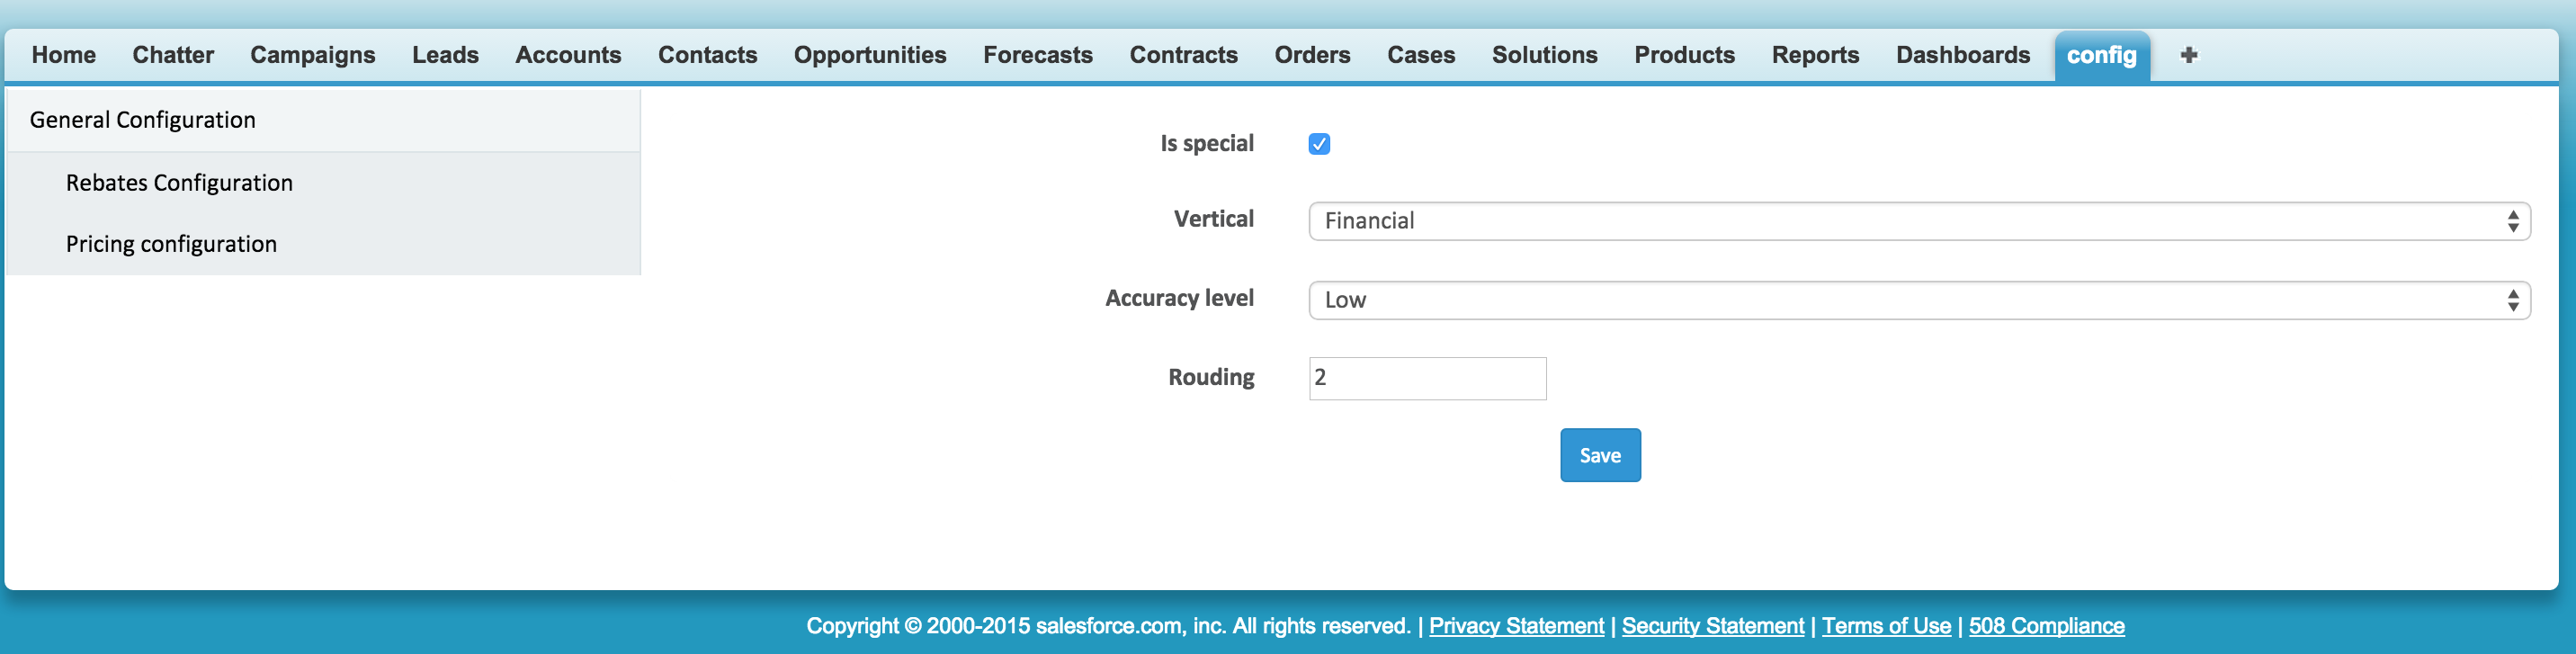 Home Chatter Campaigns Leads Accounts Contacts Opportunities Forecasts Contracts Orders Cases Solutions Products Reports Dashboards config
General Configuration
Rebates Configuration
Pricing configuration
Is special
Vertical Financial
Accuracy level Low
Rouding 2
Save
Copyright © 2000-2015 salesforce.com, inc. All rights reserved. | Privacy Statement | Security Statement | Terms of Use | 508 Compliance